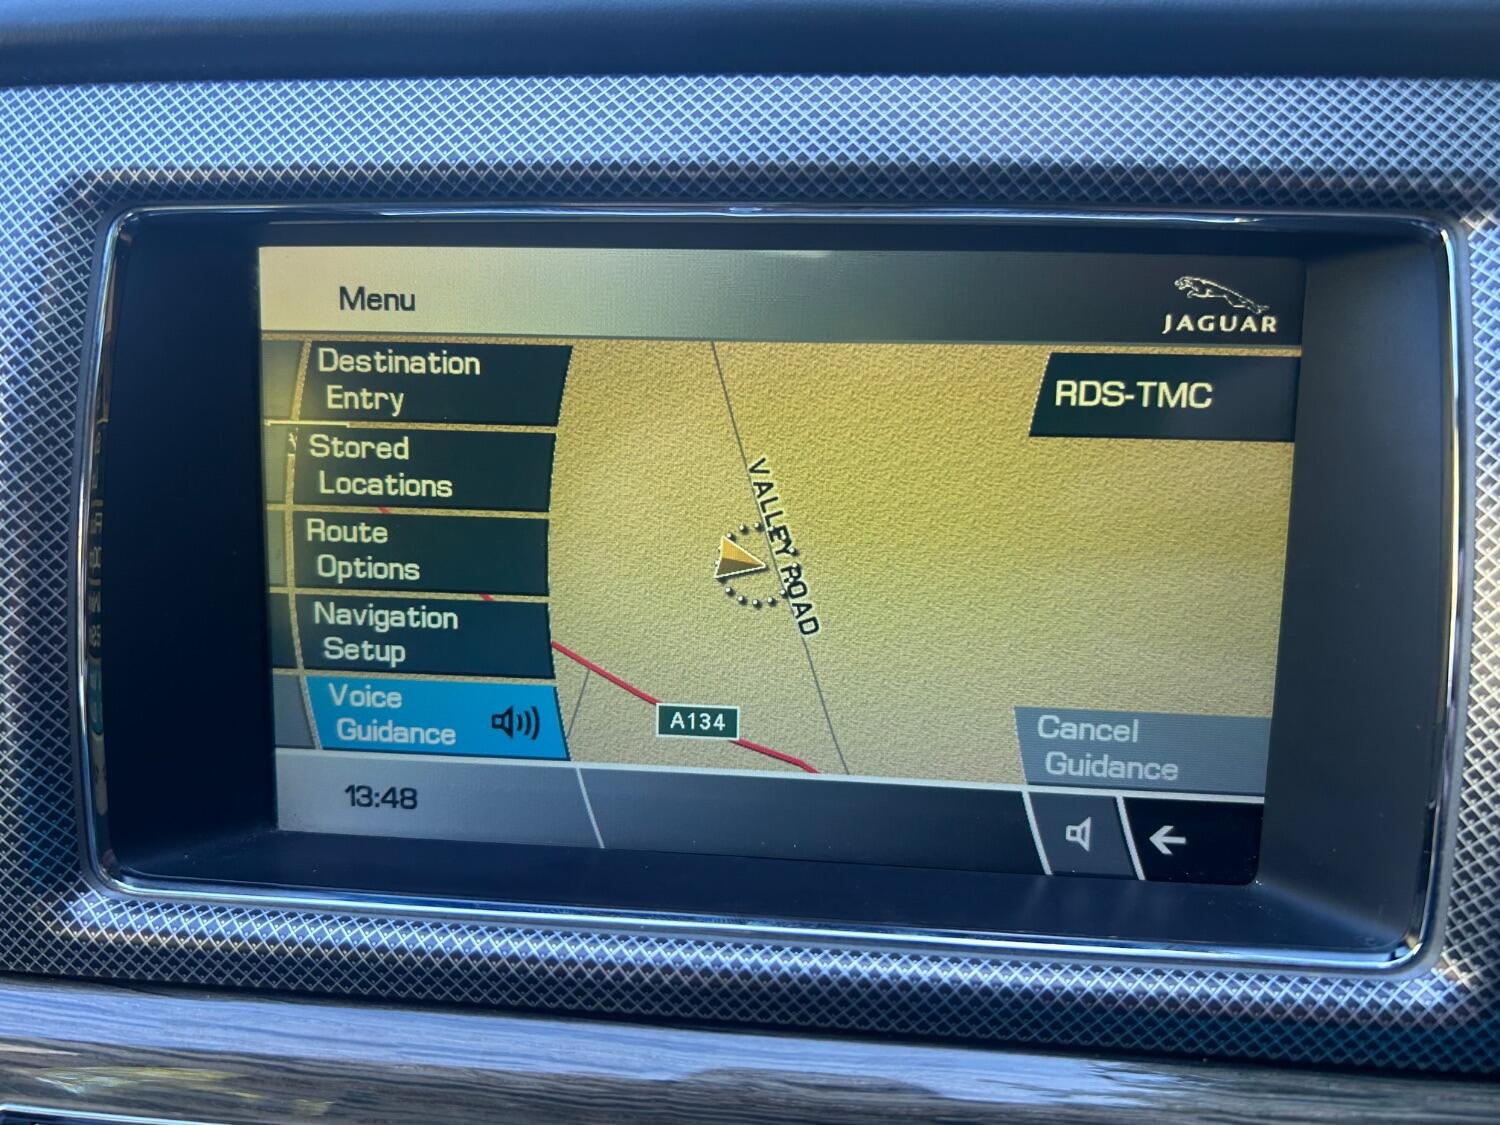 Menu
JAGUAR
Destination
Entry
RDS-TMC
Stored
Locations
Route
Options
Navigation
Setup
Voice
Guidance
VALLEY ROAD
A134
Cancel
Guidance
13:48